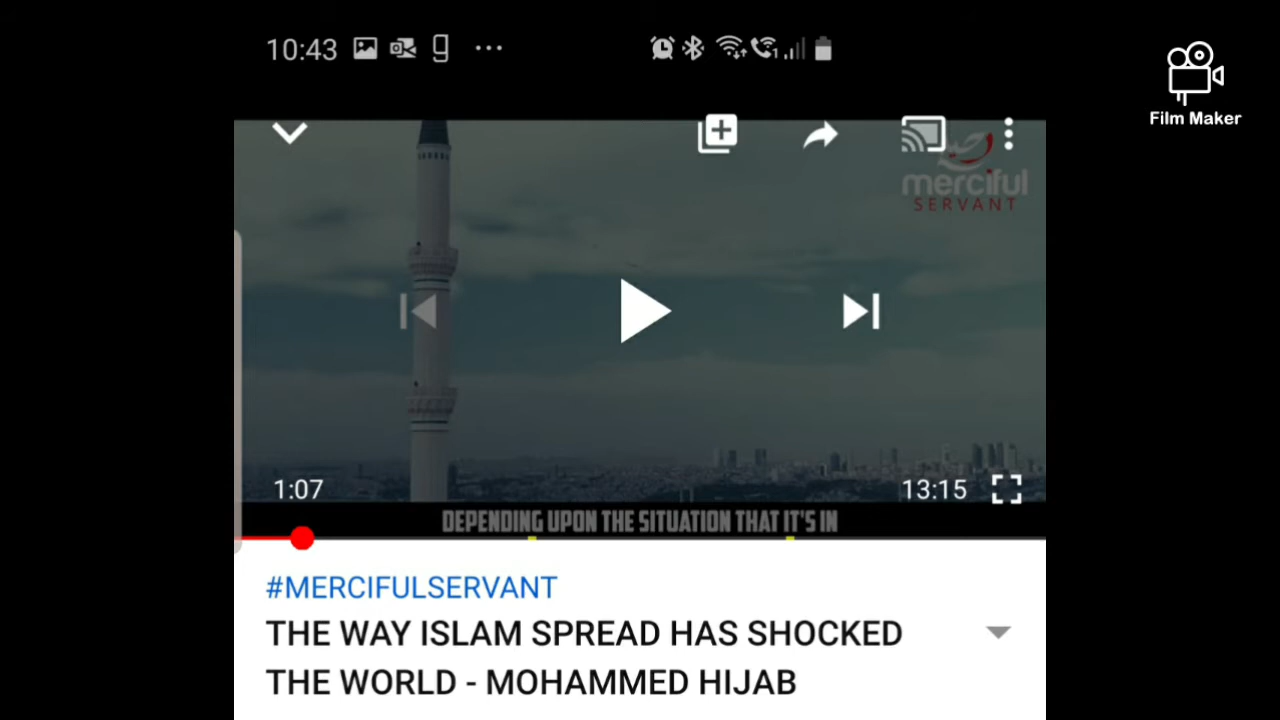 10:43
Film Maker
merciful
SERVANT
1:07
13:15
DEPENDING UPON THE SITUATION THAT IT'S IN
#MERCIFULSERVANT
THE WAY ISLAM SPREAD HAS SHOCKED
THE WORLD - MOHAMMED HIJAB